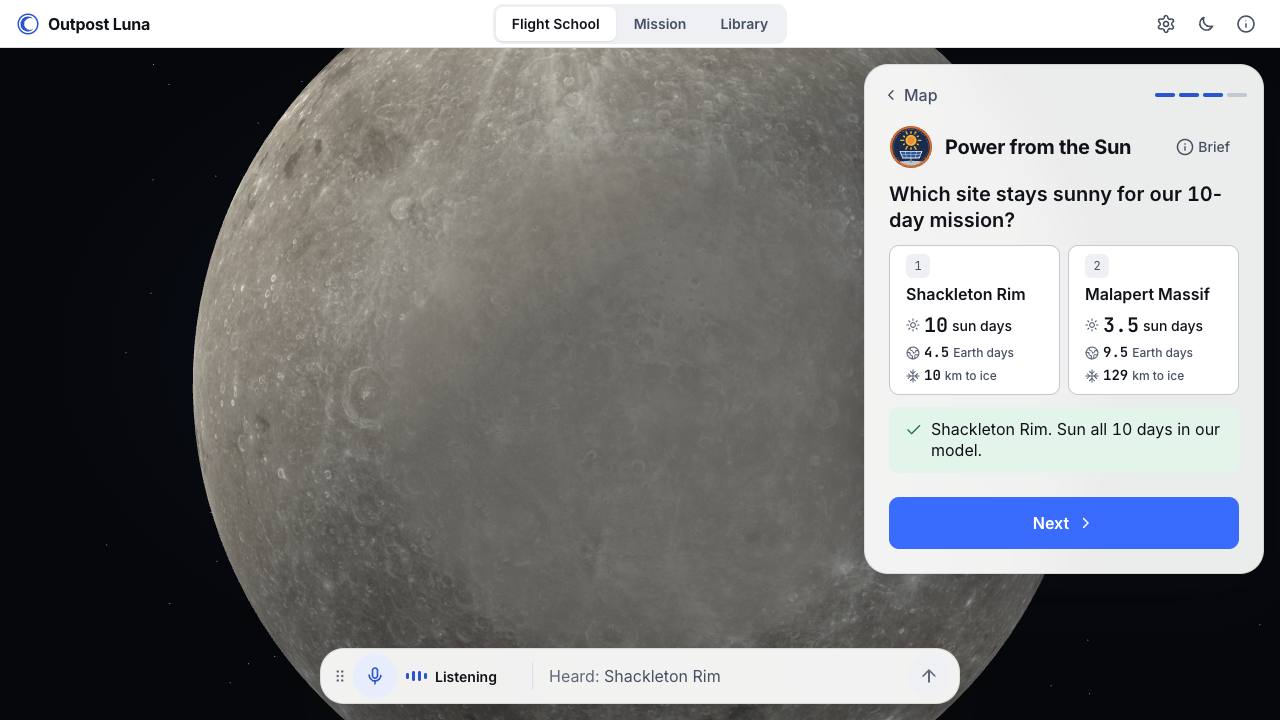 Outpost Luna
Flight School
Mission
Library
Map
Power from the Sun
Brief
Which site stays sunny for our 10-
day mission?
1
Shackleton Rim
10 sun days
4.5 Earth days
10 km to ice
2
Malapert Massif
3.5 sun days
9.5 Earth days
129 km to ice
Shackleton Rim. Sun all 10 days in our
model.
Next
Listening
Heard: Shackleton Rim